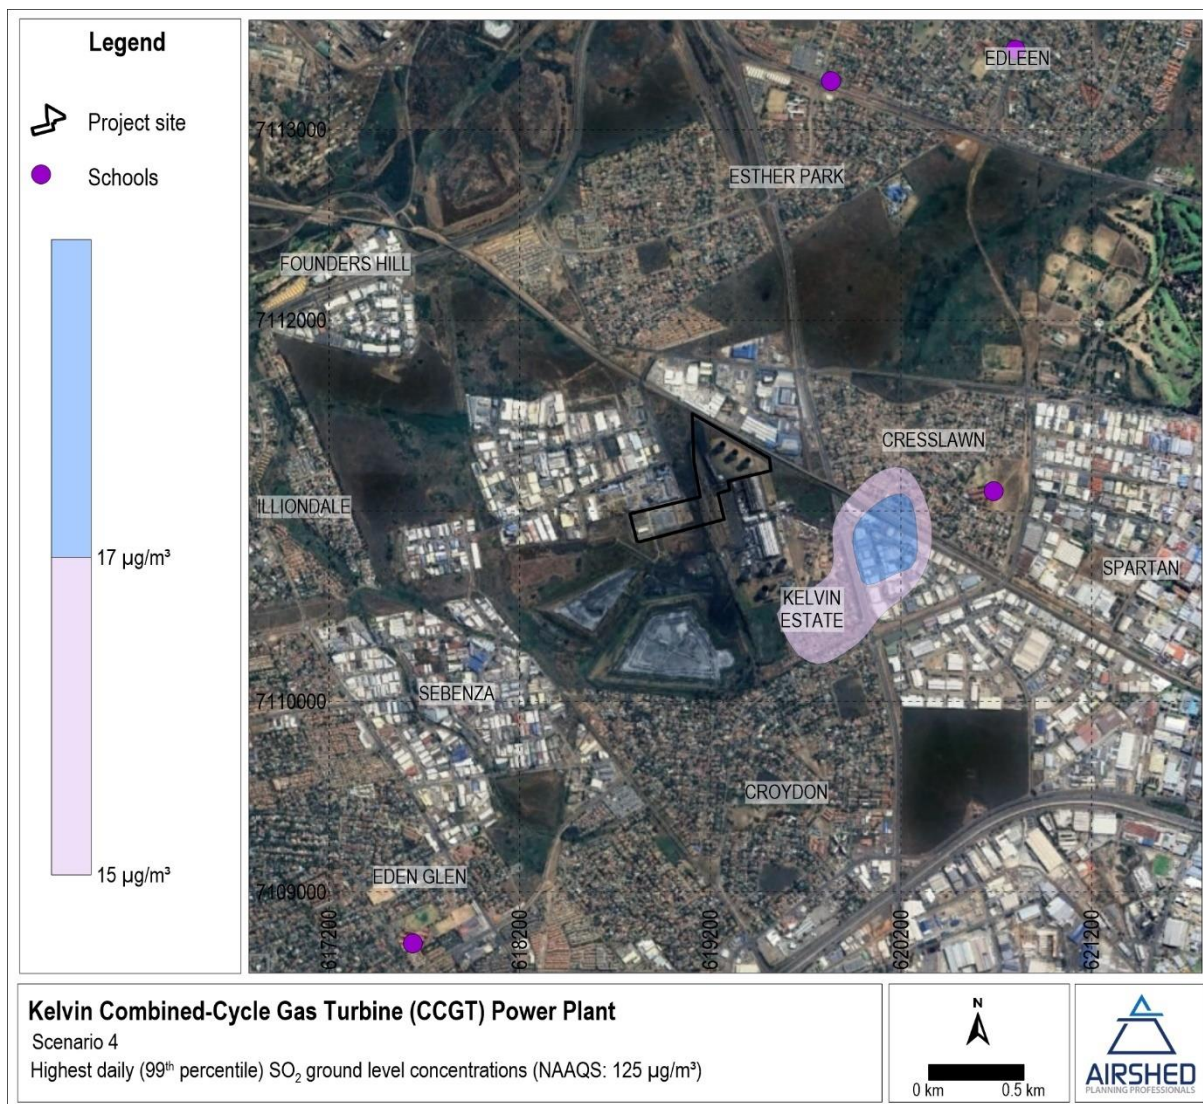 Legend
Project site
Schools
17 µg/m³
15 µg/m³
EDLEEN
7113000
ESTHER PARK
FOUNDERS HILL
7112000
CRESSLAWN
ILLIONDALE
SPARTAN
KELVIN
ESTATE
7110000
SEBENZA
CROYDON
EDEN GLEN
7109000
617200
618200
619200
620200
621200
Kelvin Combined-Cycle Gas Turbine (CCGT) Power Plant
Scenario 4
Highest daily (99th percentile) SO₂ ground level concentrations (NAAQS: 125 µg/m³)
N
0 km 0.5 km
AIRSHED
PLANNING PROFESSIONALS